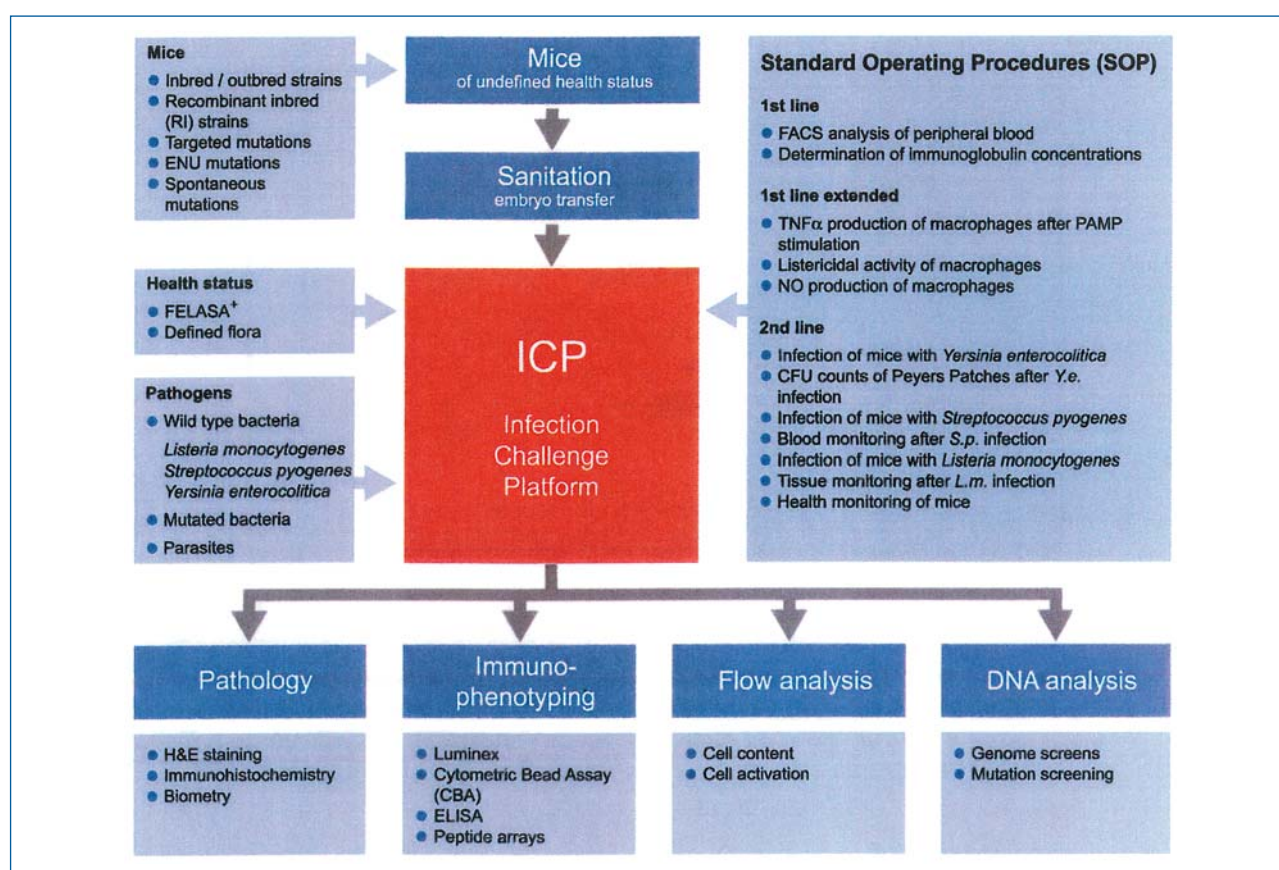 Mice
● Inbred / outbred strains
● Recombinant inbred
(RI) strains
● Targeted mutations
● ENU mutations
● Spontaneous
mutations
Mice
of undefined health status
Sanitation
embryo transfer
Health status
● FELASA+
● Defined flora
Pathogens
● Wild type bacteria
Listeria monocytogenes
Streptococcus pyogenes
Yersinia enterocolitica
● Mutated bacteria
● Parasites
ICP
Infection
Challenge
Platform
Standard Operating Procedures (SOP)
1st line
● FACS analysis of peripheral blood
● Determination of immunoglobulin concentrations
1st line extended
● TNFα production of macrophages after PAMP
stimulation
● Listericidal activity of macrophages
● NO production of macrophages
2nd line
● Infection of mice with Yersinia enterocolitica
● CFU counts of Peyers Patches after Y.e.
infection
● Infection of mice with Streptococcus pyogenes
● Blood monitoring after S.p. infection
● Infection of mice with Listeria monocytogenes
● Tissue monitoring after L.m. infection
● Health monitoring of mice
Pathology
● H&E staining
● Immunohistochemistry
● Biometry
Immuno-
phenotyping
● Luminex
● Cytometric Bead Assay
(CBA)
● ELISA
● Peptide arrays
Flow analysis
● Cell content
● Cell activation
DNA analysis
● Genome screens
● Mutation screening